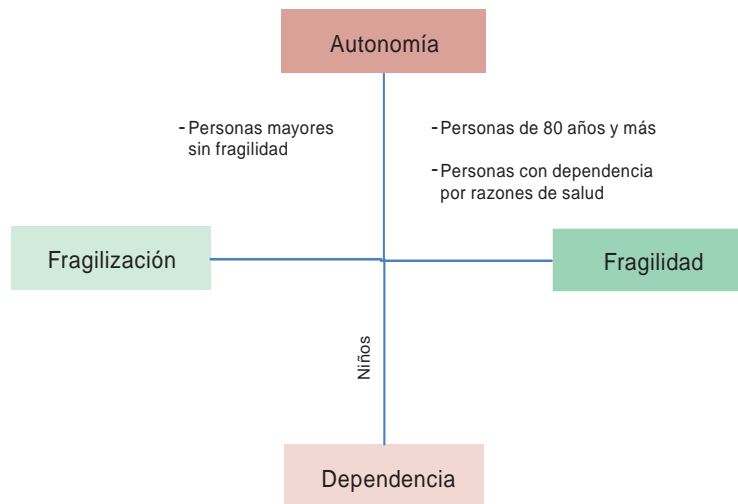 Autonomía
- Personas mayores
sin fragilidad
- Personas de 80 años y más
- Personas con dependencia
por razones de salud
Fragilización
Fragilidad
Niños
Dependencia